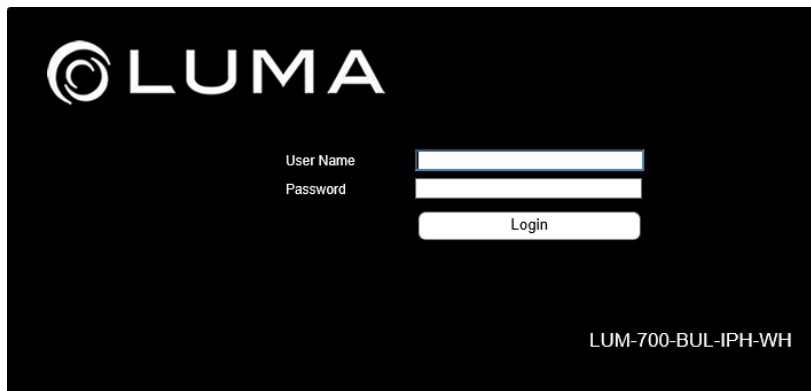 LUMA
User Name
Password
Login
LUM-700-BUL-IPH-WH